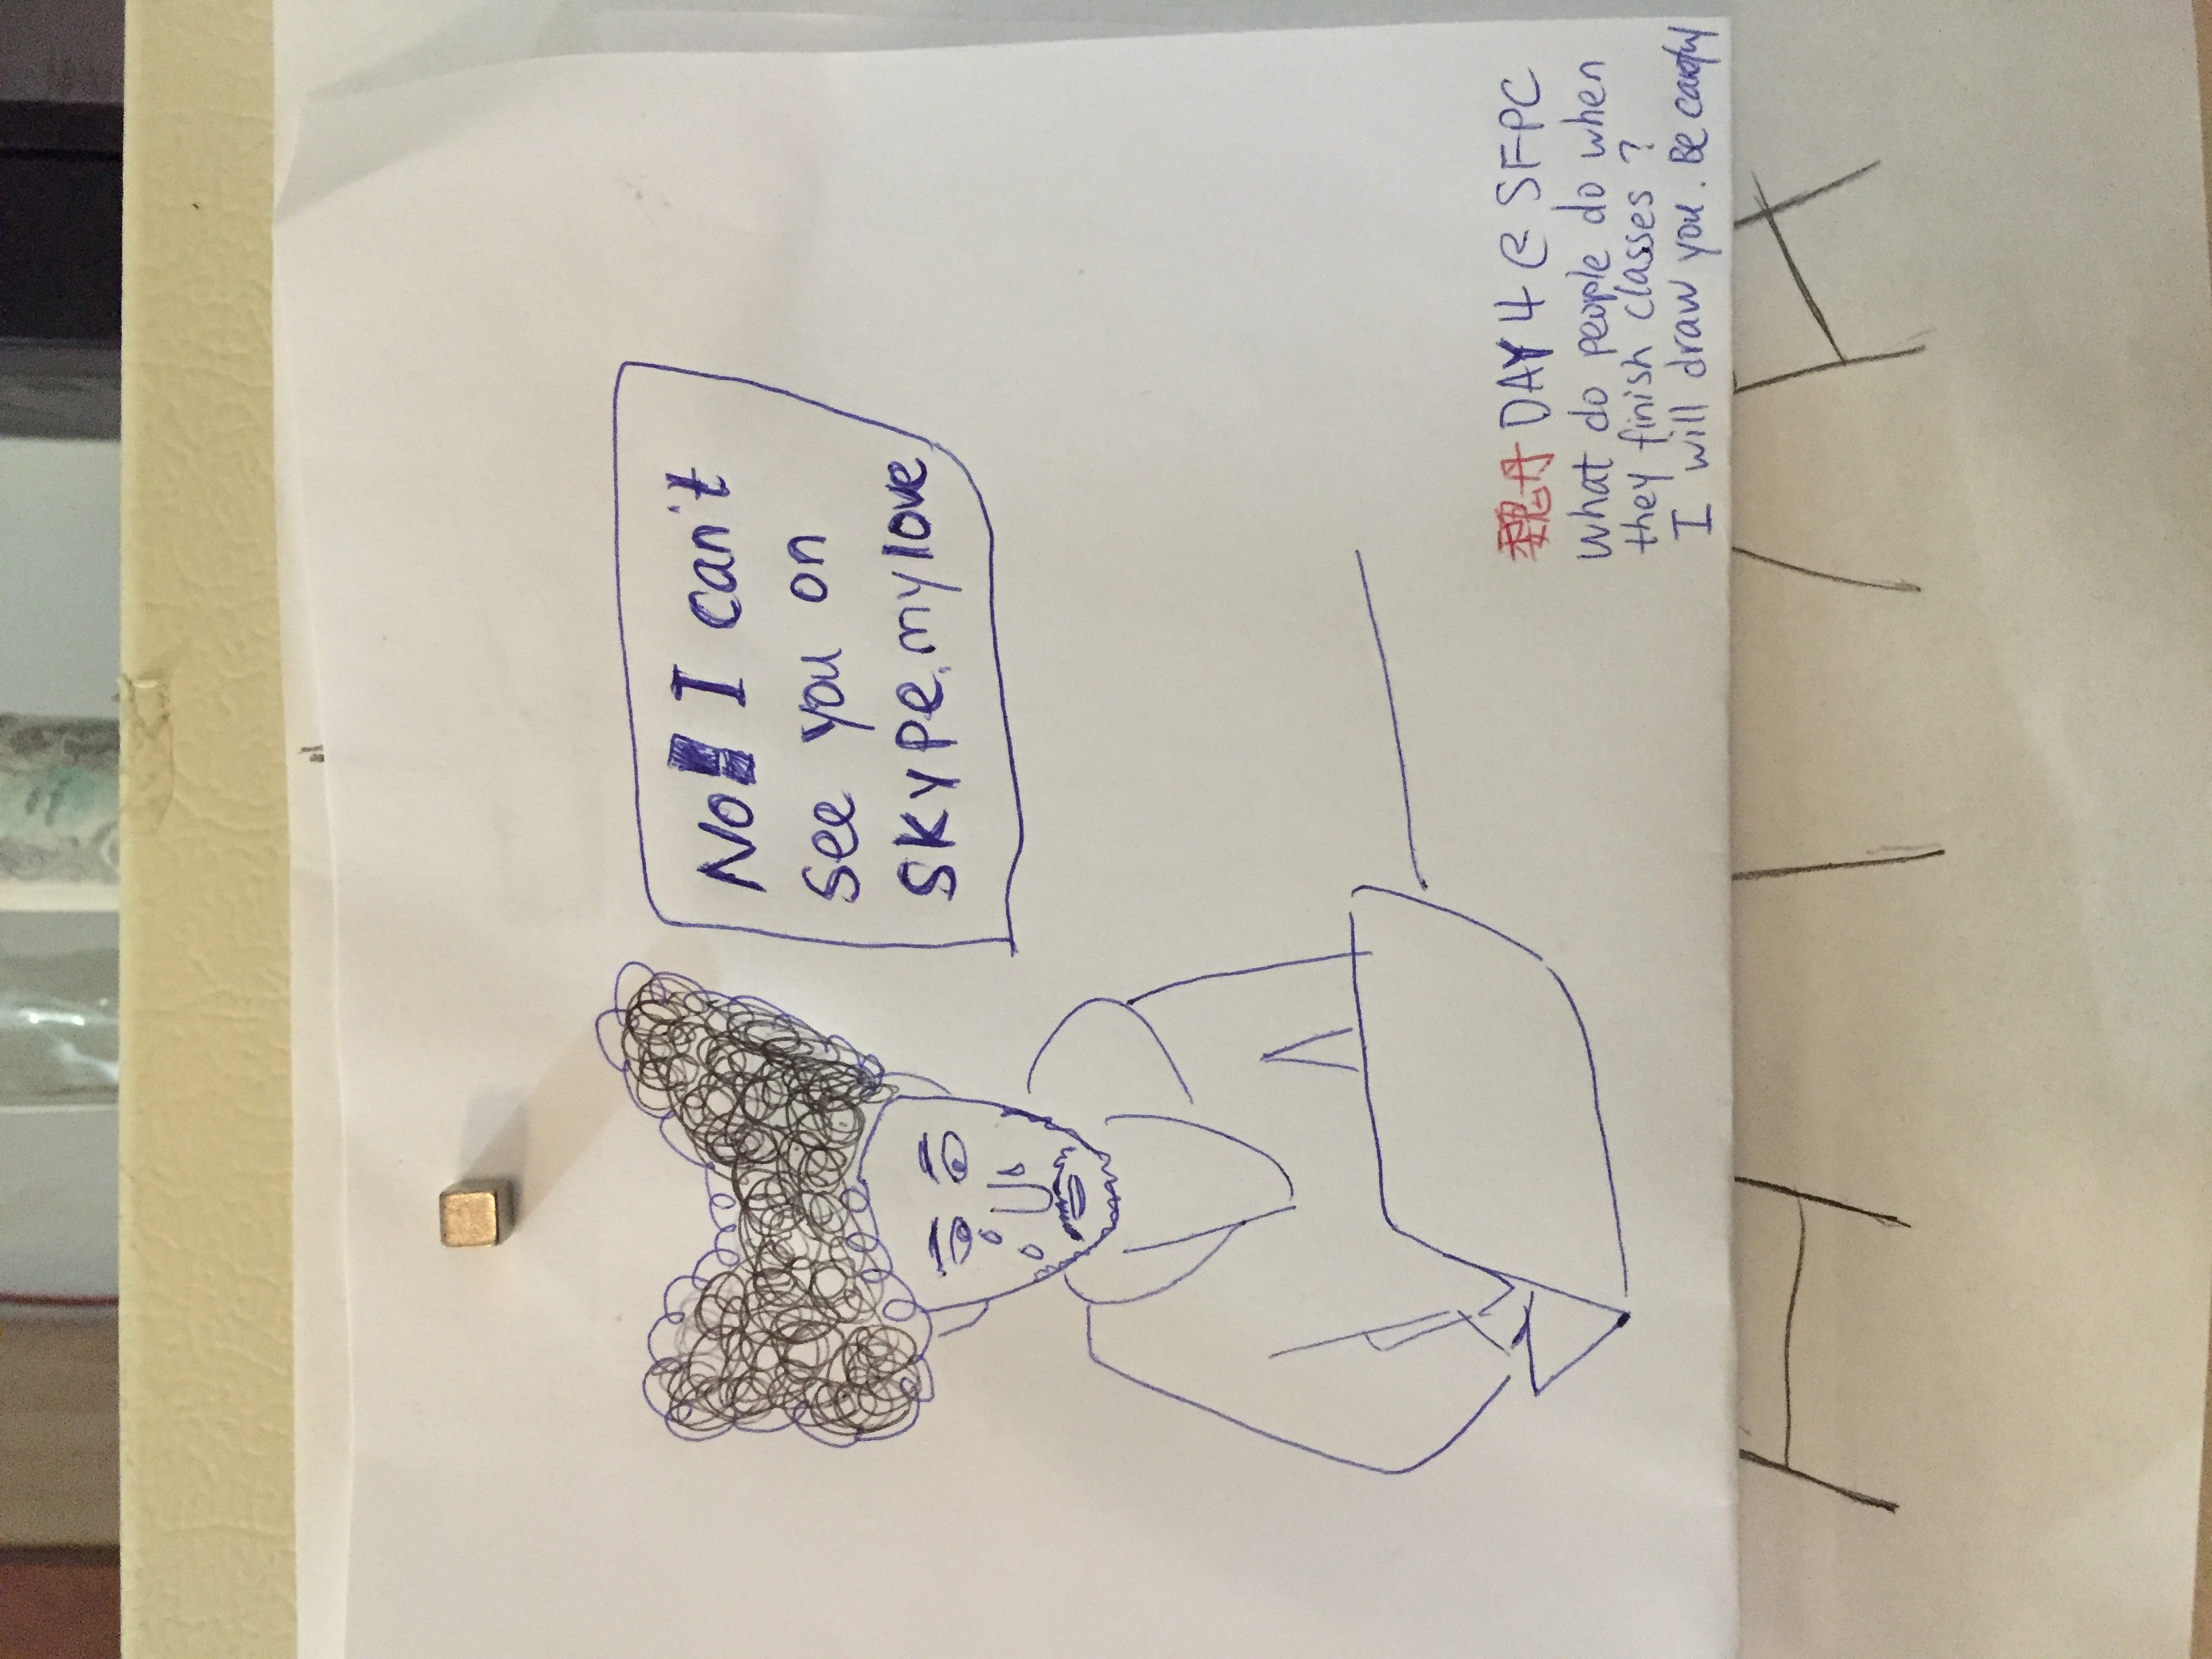 No! I can't
see you on
SKYPE, my love
魏丹 DAY 4 @ SFPC
What do people do when
they finish classes ?
I will draw you. Be careful